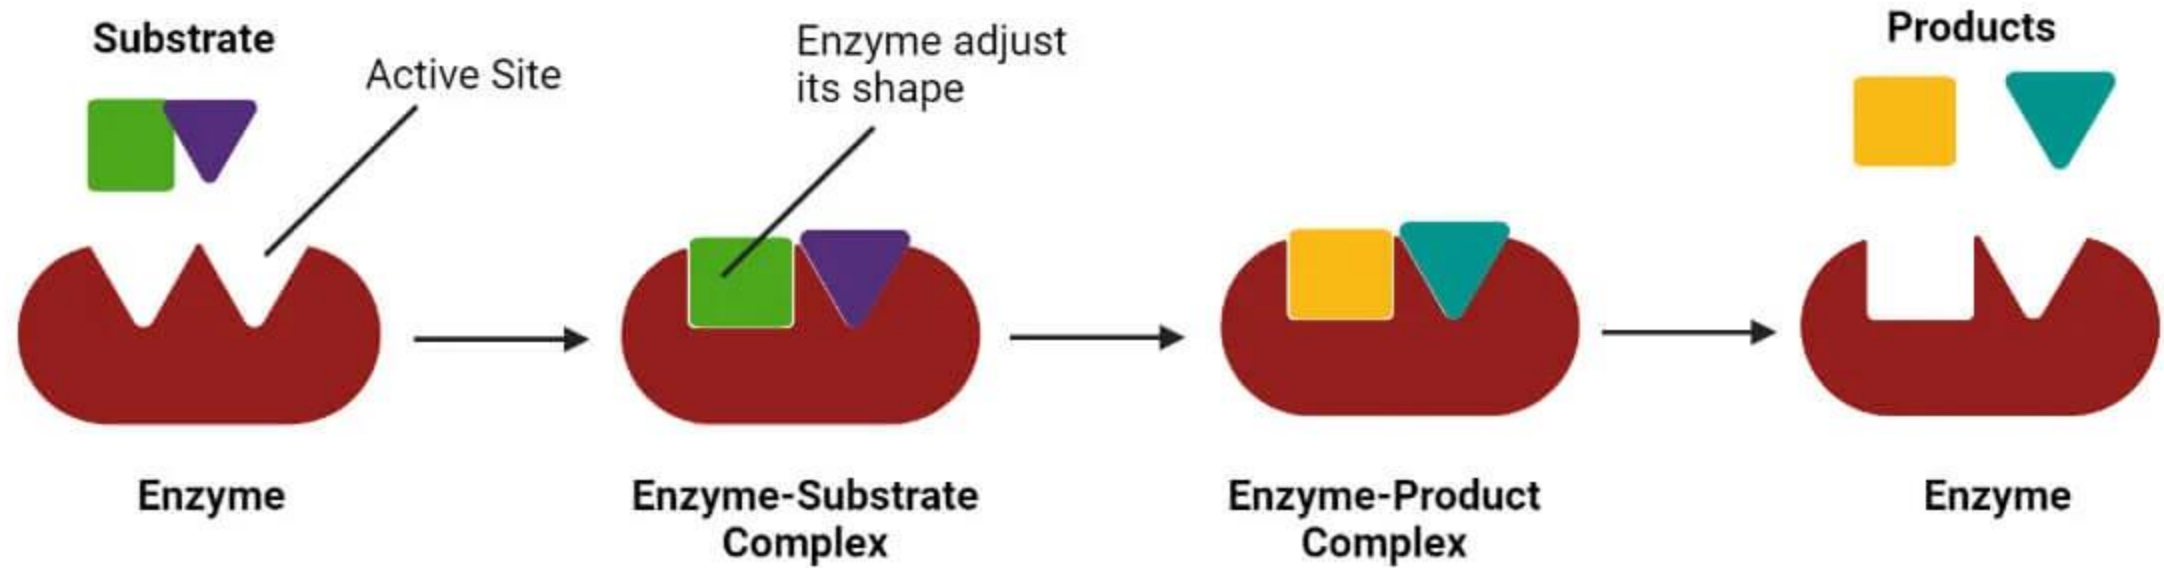 Substrate
Active Site
Enzyme adjust
its shape
Products
Enzyme
Enzyme-Substrate
Complex
Enzyme-Product
Complex
Enzyme